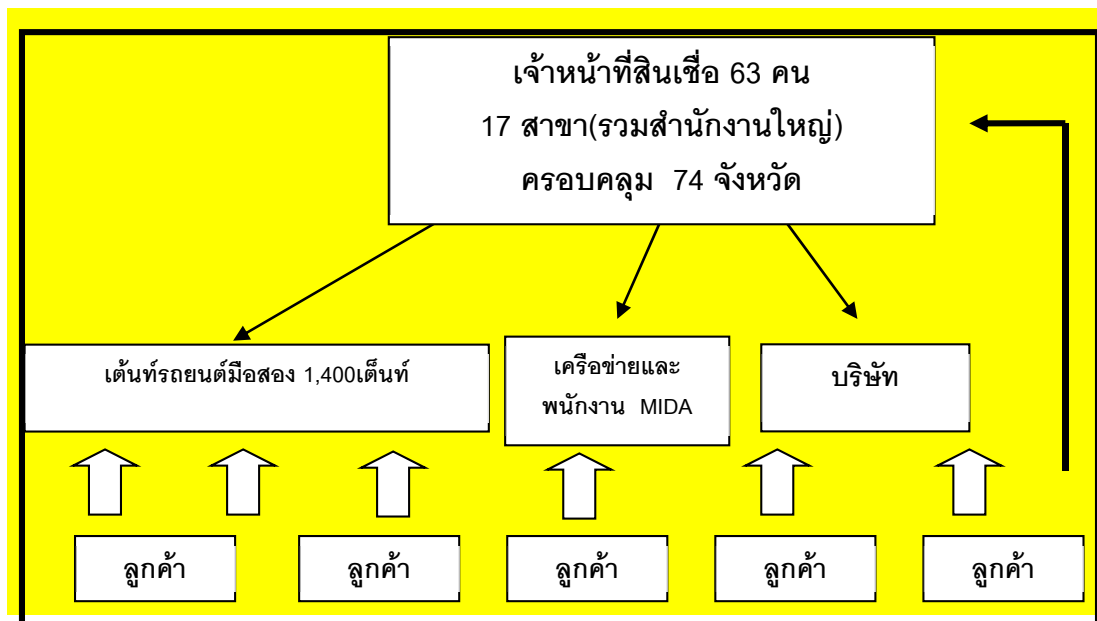 เจ้าหน้าที่สินเชื่อ 63 คน
17 สาขา(รวมสำนักงานใหญ่)
ครอบคลุม 74 จังหวัด
เต้นท์รถยนต์มือสอง 1,400เต็นท์
เครือข่ายและ
พนักงาน MIDA
บริษัท
ลูกค้า
ลูกค้า
ลูกค้า
ลูกค้า
ลูกค้า